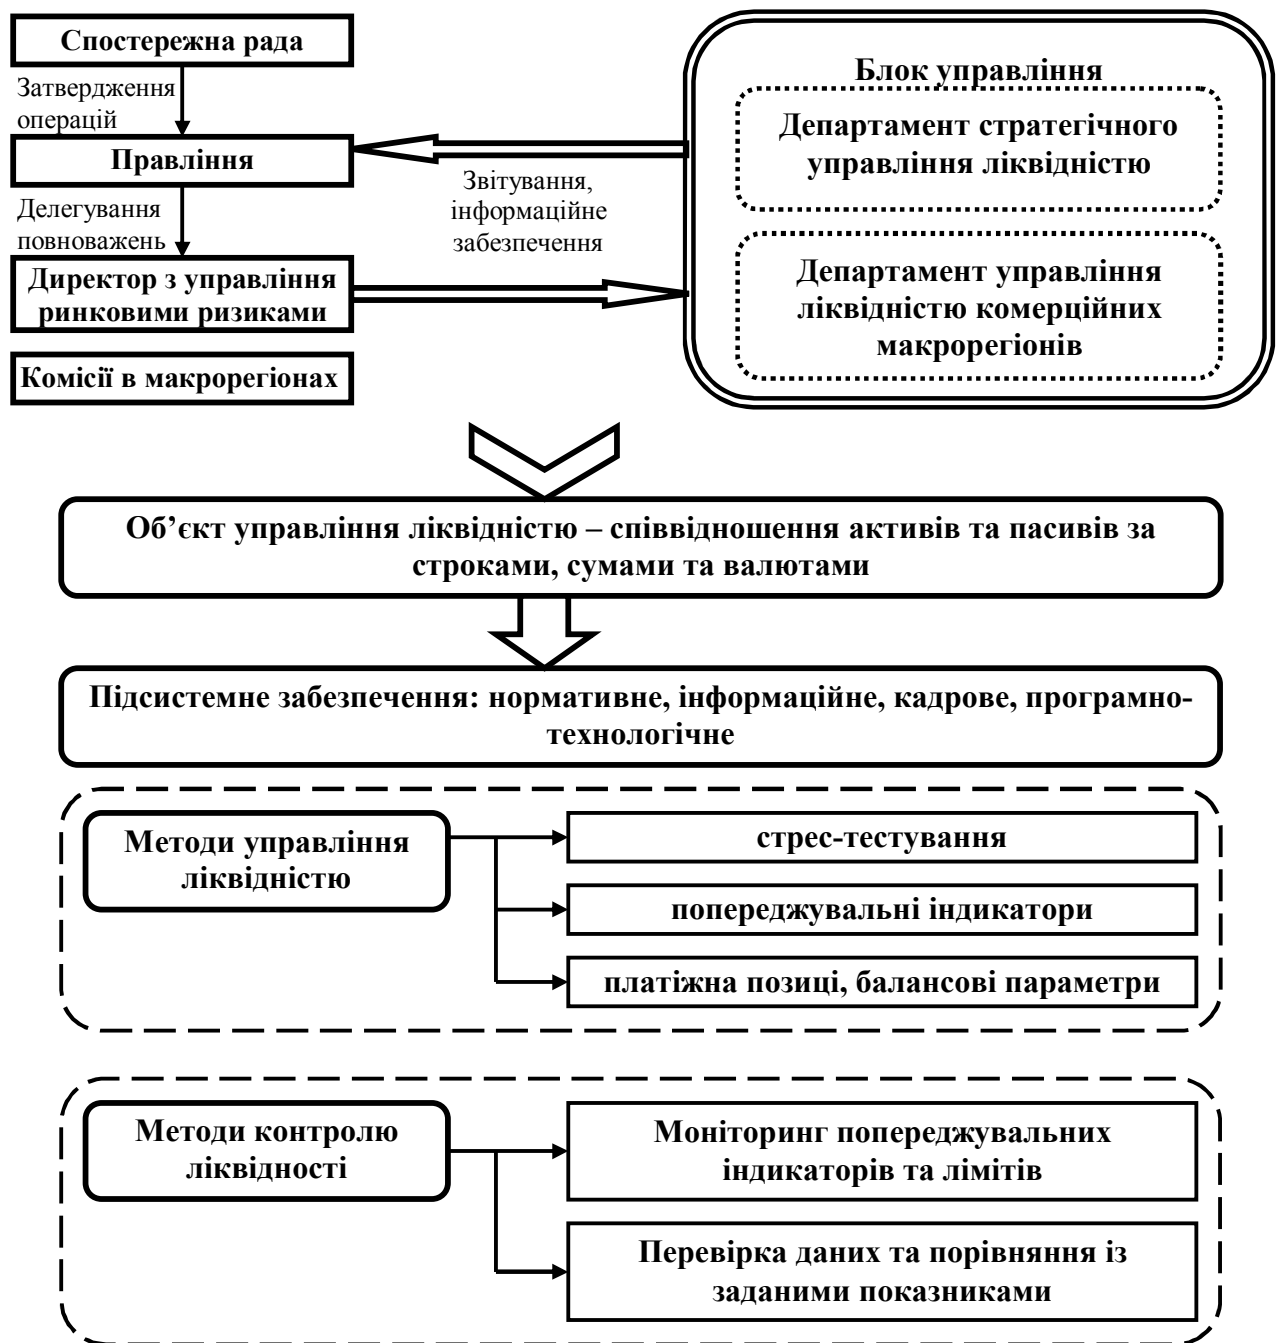 Спостережна рада
Затвердження
операцій
Правління
Делегування
повноважень
Директор з управління
ринковими ризиками
Комісії в макрорегіонах
Звітування,
інформаційне
забезпечення
Блок управління
Департамент стратегічного
управління ліквідністю
Департамент управління
ліквідністю комерційних
макрорегіонів
Об’єкт управління ліквідністю – співвідношення активів та пасивів за
строками, сумами та валютами
Підсистемне забезпечення: нормативне, інформаційне, кадрове, програмно-
технологічне
Методи управління
ліквідністю
стрес-тестування
попереджувальні індикатори
платіжна позиці, балансові параметри
Методи контролю
ліквідності
Моніторинг попереджувальних
індикаторів та лімітів
Перевірка даних та порівняння із
заданими показниками